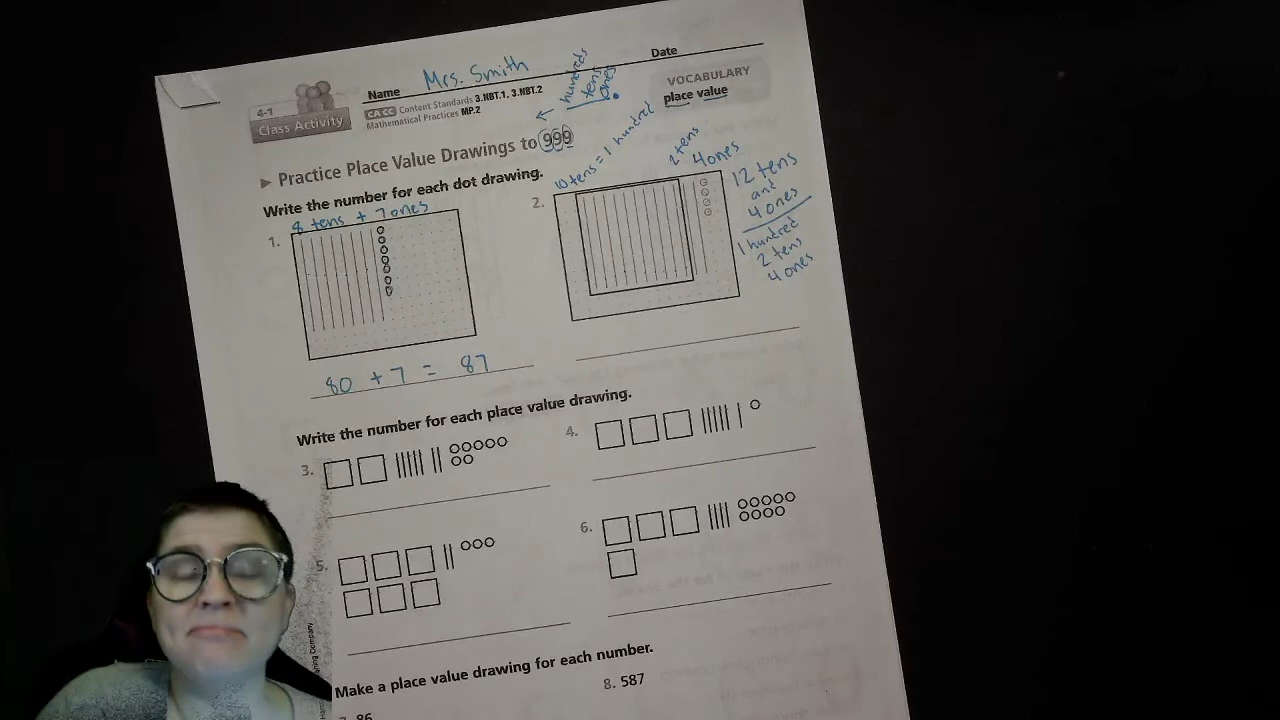 Name Mrs. Smith
Date
hundreds
tens
ones
4-1
Class Activity
CA CC Content Standards 3.NBT.1, 3.NBT.2
Mathematical Practices MP.2
VOCABULARY
place value
► Practice Place Value Drawings to 999
Write the number for each dot drawing.
1.
8 tens + 7 ones
80 + 7 = 87
2.
10 tens = 1 hundred
2 tens
4 ones
12 tens
and
4 ones
1 hundred
2 tens
4 ones
Write the number for each place value drawing.
3.
4.
5.
6.
Make a place value drawing for each number.
7. 86
8. 587